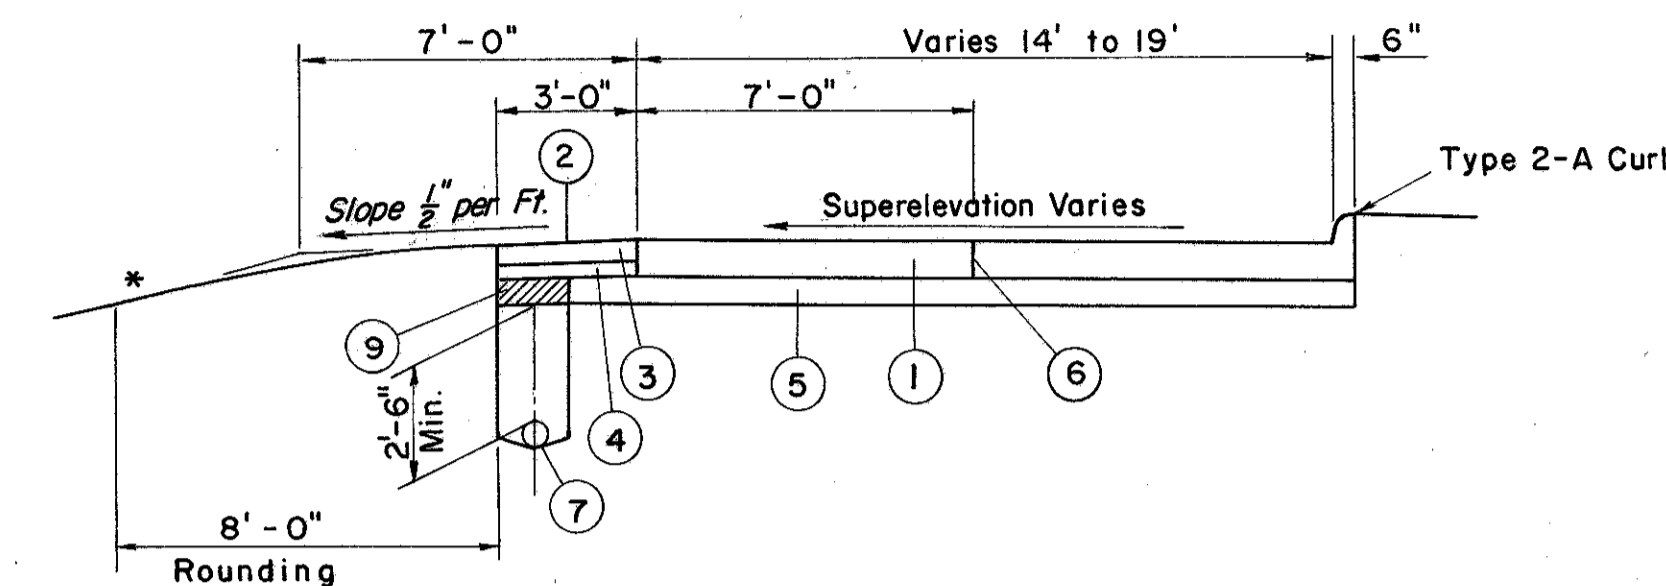 7'-0"
Varies 14' to 19'
6"
3'-0"
7'-0"
2
Type 2-A Curl
Slope 1/2" per Ft.
Superelevation Varies
*
9
3
5
1
6
2'-6"
Min.
4
7
8'-0"
Rounding